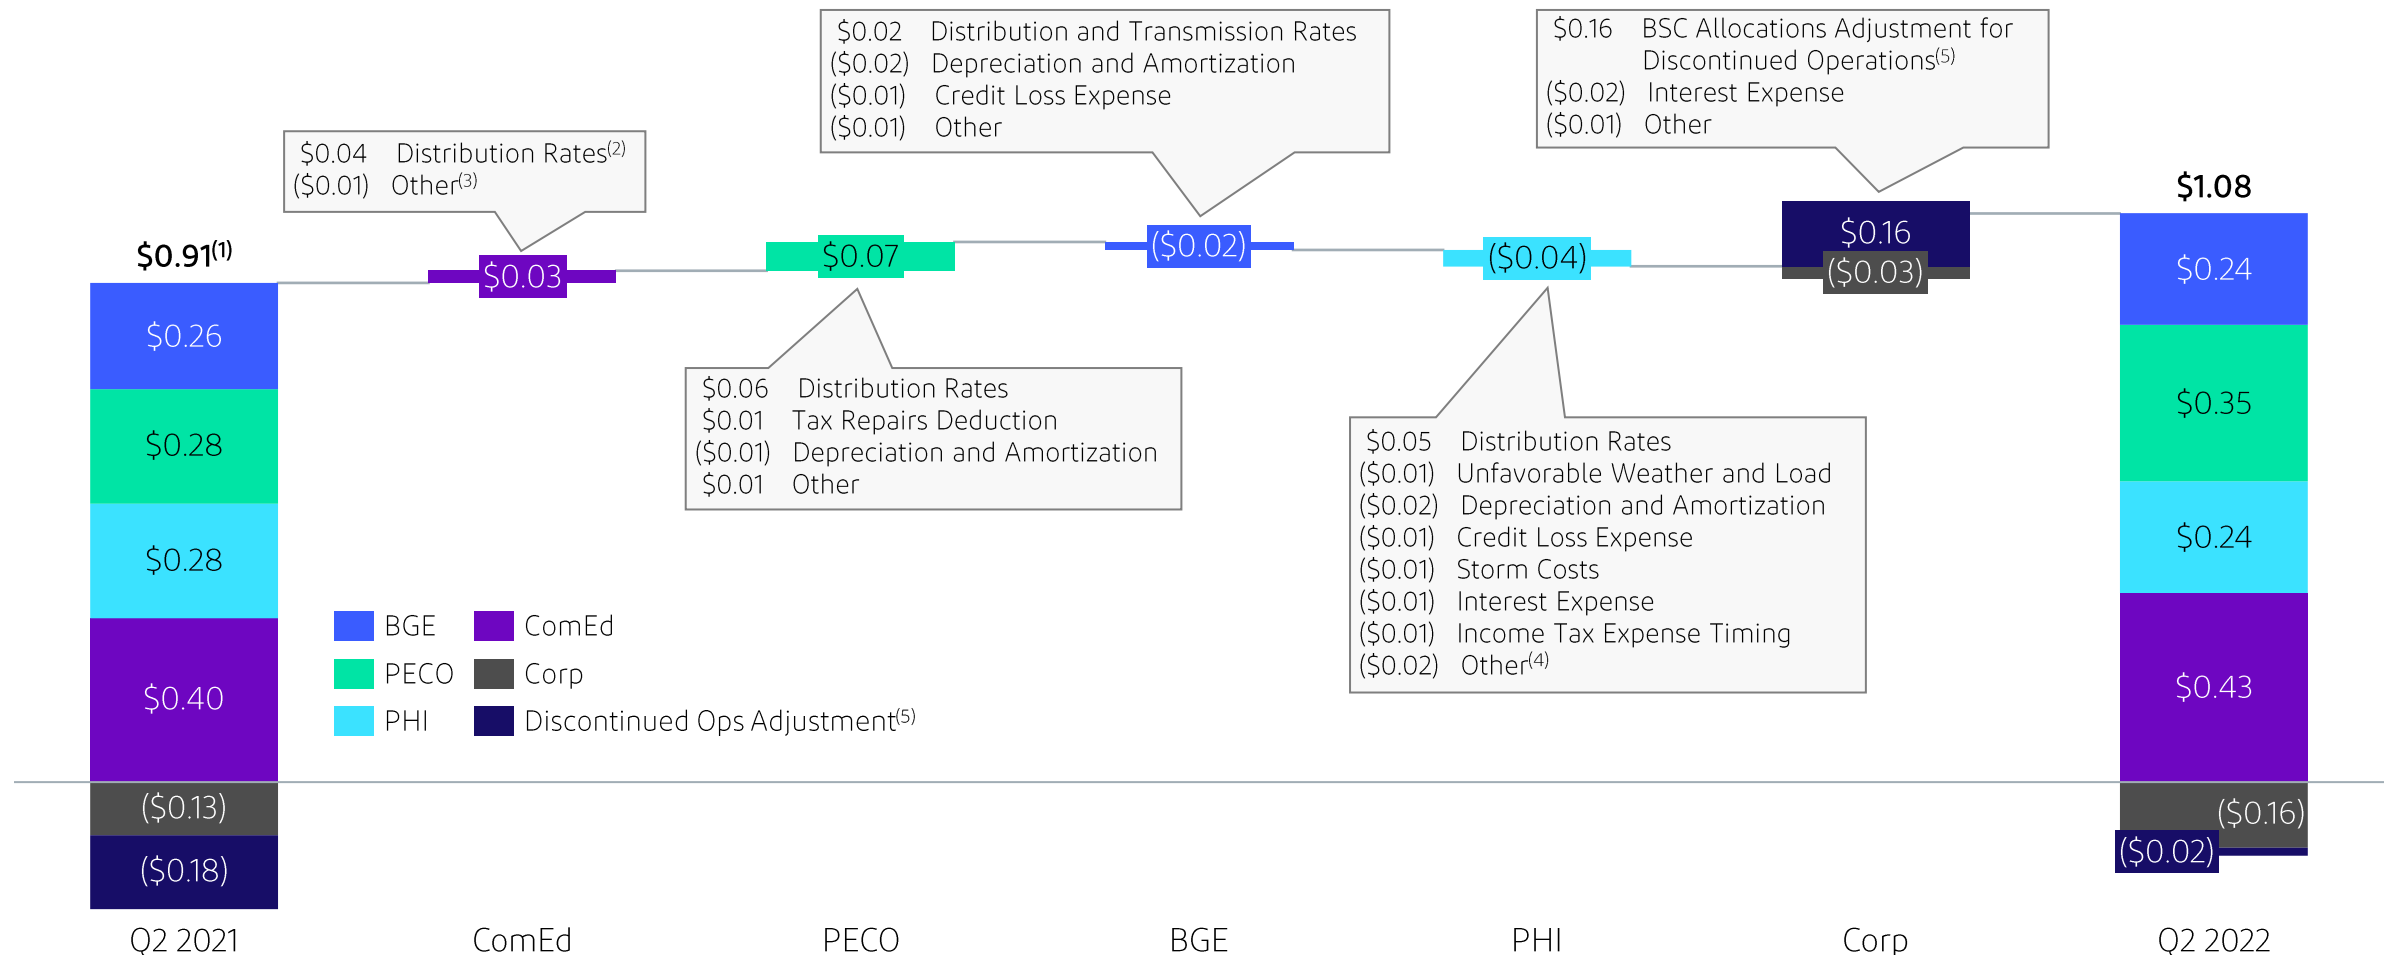 $0.02 Distribution and Transmission Rates
($0.02) Depreciation and Amortization
($0.01) Credit Loss Expense
($0.01) Other
$0.16 BSC Allocations Adjustment for
Discontinued Operations(5)
($0.02) Interest Expense
($0.01) Other
$0.04 Distribution Rates(2)
($0.01) Other(3)
$0.91(1)
$0.26
$0.28
$0.28
$0.40
($0.13)
($0.18)
$0.03
$0.07
($0.02)
($0.04)
$0.16
($0.03)
$1.08
$0.24
$0.35
$0.24
$0.43
($0.16)
($0.02)
$0.06 Distribution Rates
$0.01 Tax Repairs Deduction
($0.01) Depreciation and Amortization
$0.01 Other
$0.05 Distribution Rates
($0.01) Unfavorable Weather and Load
($0.02) Depreciation and Amortization
($0.01) Credit Loss Expense
($0.01) Storm Costs
($0.01) Interest Expense
($0.01) Income Tax Expense Timing
($0.02) Other(4)
BGE ComEd
PECO Corp
PHI Discontinued Ops Adjustment(5)
Q2 2021 ComEd PECO BGE PHI Corp Q2 2022